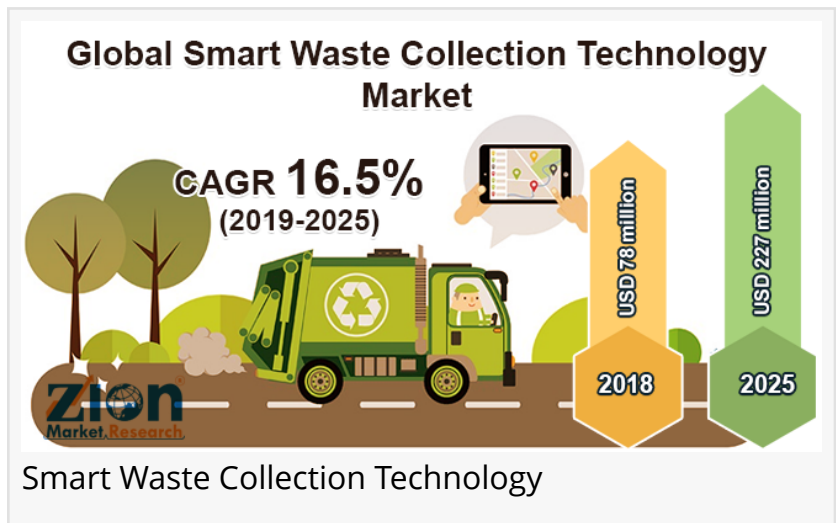 Global Smart Waste Collection Technology
Market
CAGR 16.5%
(2019-2025)
USD 78 million
2018
USD 227 million
2025
Zion®
Market.Research
Smart Waste Collection Technology